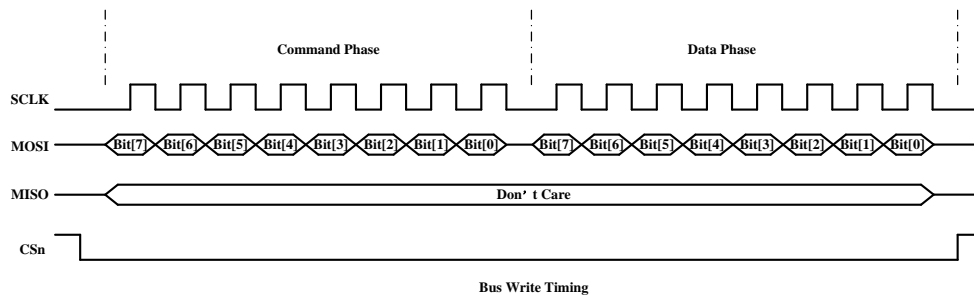 Command Phase Data Phase
SCLK
MOSI Bit[7] Bit[6] Bit[5] Bit[4] Bit[3] Bit[2] Bit[1] Bit[0] Bit[7] Bit[6] Bit[5] Bit[4] Bit[3] Bit[2] Bit[1] Bit[0]
MISO Don’t Care
CSn
Bus Write Timing